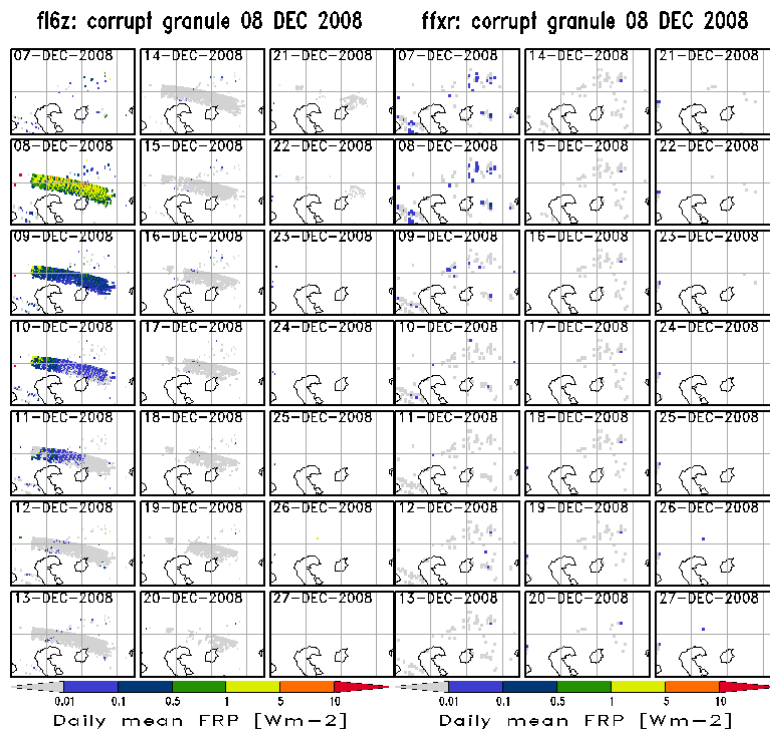 fl6z: corrupt granule 08 DEC 2008 ffxr: corrupt granule 08 DEC 2008
07-DEC-2008 14-DEC-2008 21-DEC-2008 07-DEC-2008 14-DEC-2008 21-DEC-2008
08-DEC-2008 15-DEC-2008 22-DEC-2008 08-DEC-2008 15-DEC-2008 22-DEC-2008
09-DEC-2008 16-DEC-2008 23-DEC-2008 09-DEC-2008 16-DEC-2008 23-DEC-2008
10-DEC-2008 17-DEC-2008 24-DEC-2008 10-DEC-2008 17-DEC-2008 24-DEC-2008
11-DEC-2008 18-DEC-2008 25-DEC-2008 11-DEC-2008 18-DEC-2008 25-DEC-2008
12-DEC-2008 19-DEC-2008 26-DEC-2008 12-DEC-2008 19-DEC-2008 26-DEC-2008
13-DEC-2008 20-DEC-2008 27-DEC-2008 13-DEC-2008 20-DEC-2008 27-DEC-2008
0.01 0.1 0.5 1 5 10 0.01 0.1 0.5 1 5 10
Daily mean FRP [Wm-2] Daily mean FRP [Wm-2]